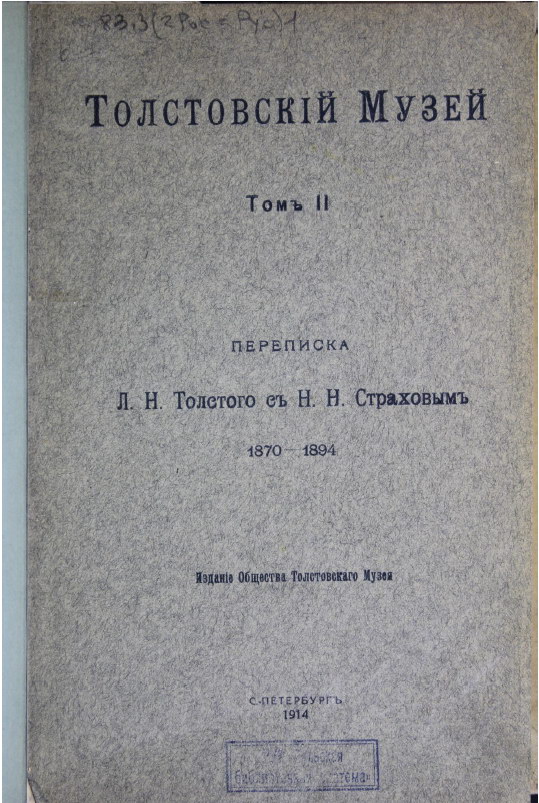 83.3(2Рос=Рус)1
ТОЛСТОВСКІЙ МУЗЕЙ
Томъ II
ПЕРЕПИСКА
Л. Н. Толстого съ Н. Н. Страховымъ
1870—1894
Изданіе Общества Толстовскаго Музея
С.-ПЕТЕРБУРГЪ
1914